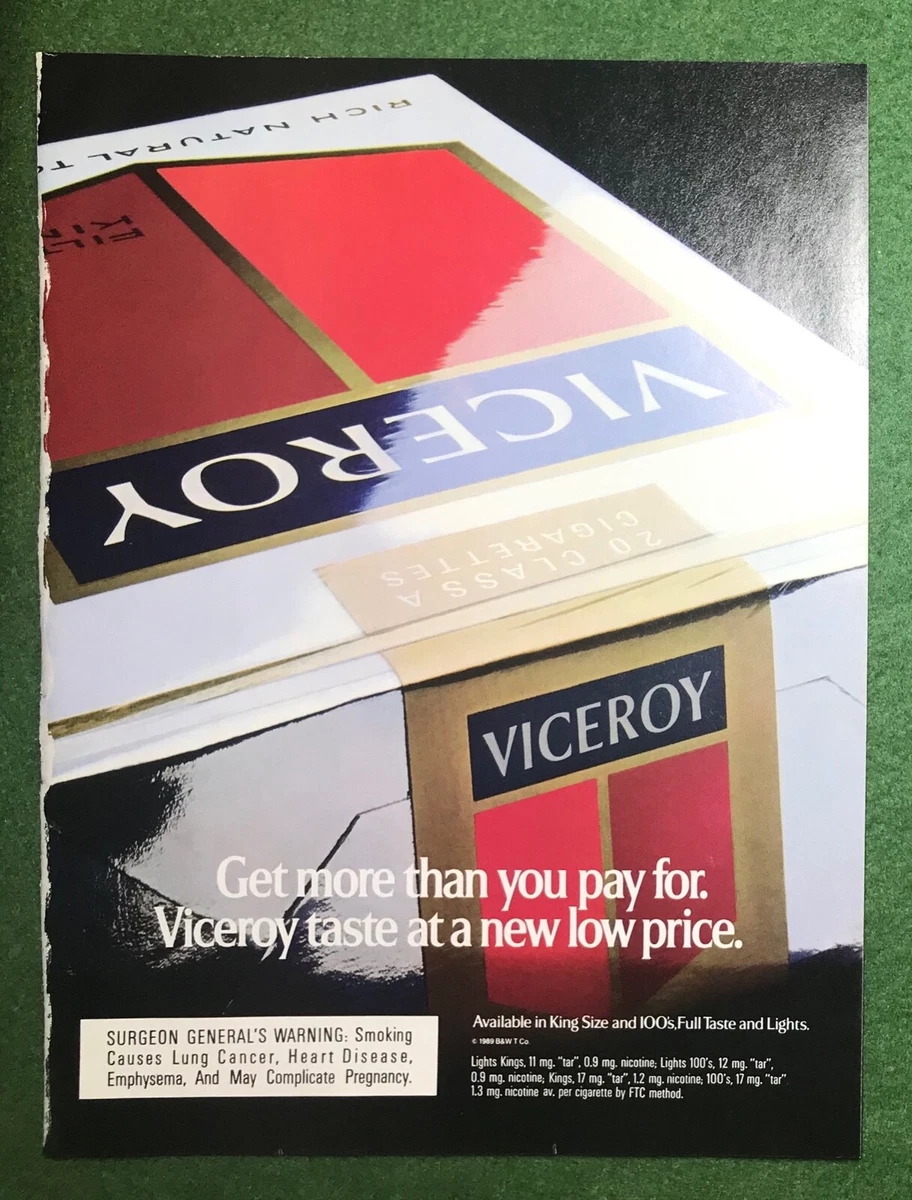 RICH NATURAL
VICEROY
20 CLASS A
CIGARETTES
VICEROY
Get more than you pay for.
Viceroy taste at a new low price.
SURGEON GENERAL'S WARNING: Smoking
Causes Lung Cancer, Heart Disease,
Emphysema, And May Complicate Pregnancy.
Available in King Size and 100's, Full Taste and Lights.
© 1989 B&W T Co.
Lights Kings, 11 mg. "tar", 0.9 mg. nicotine; Lights 100's, 12 mg. "tar",
0.9 mg. nicotine; Kings, 17 mg. "tar", 1.2 mg. nicotine; 100's, 17 mg. "tar"
1.3 mg. nicotine av. per cigarette by FTC method.